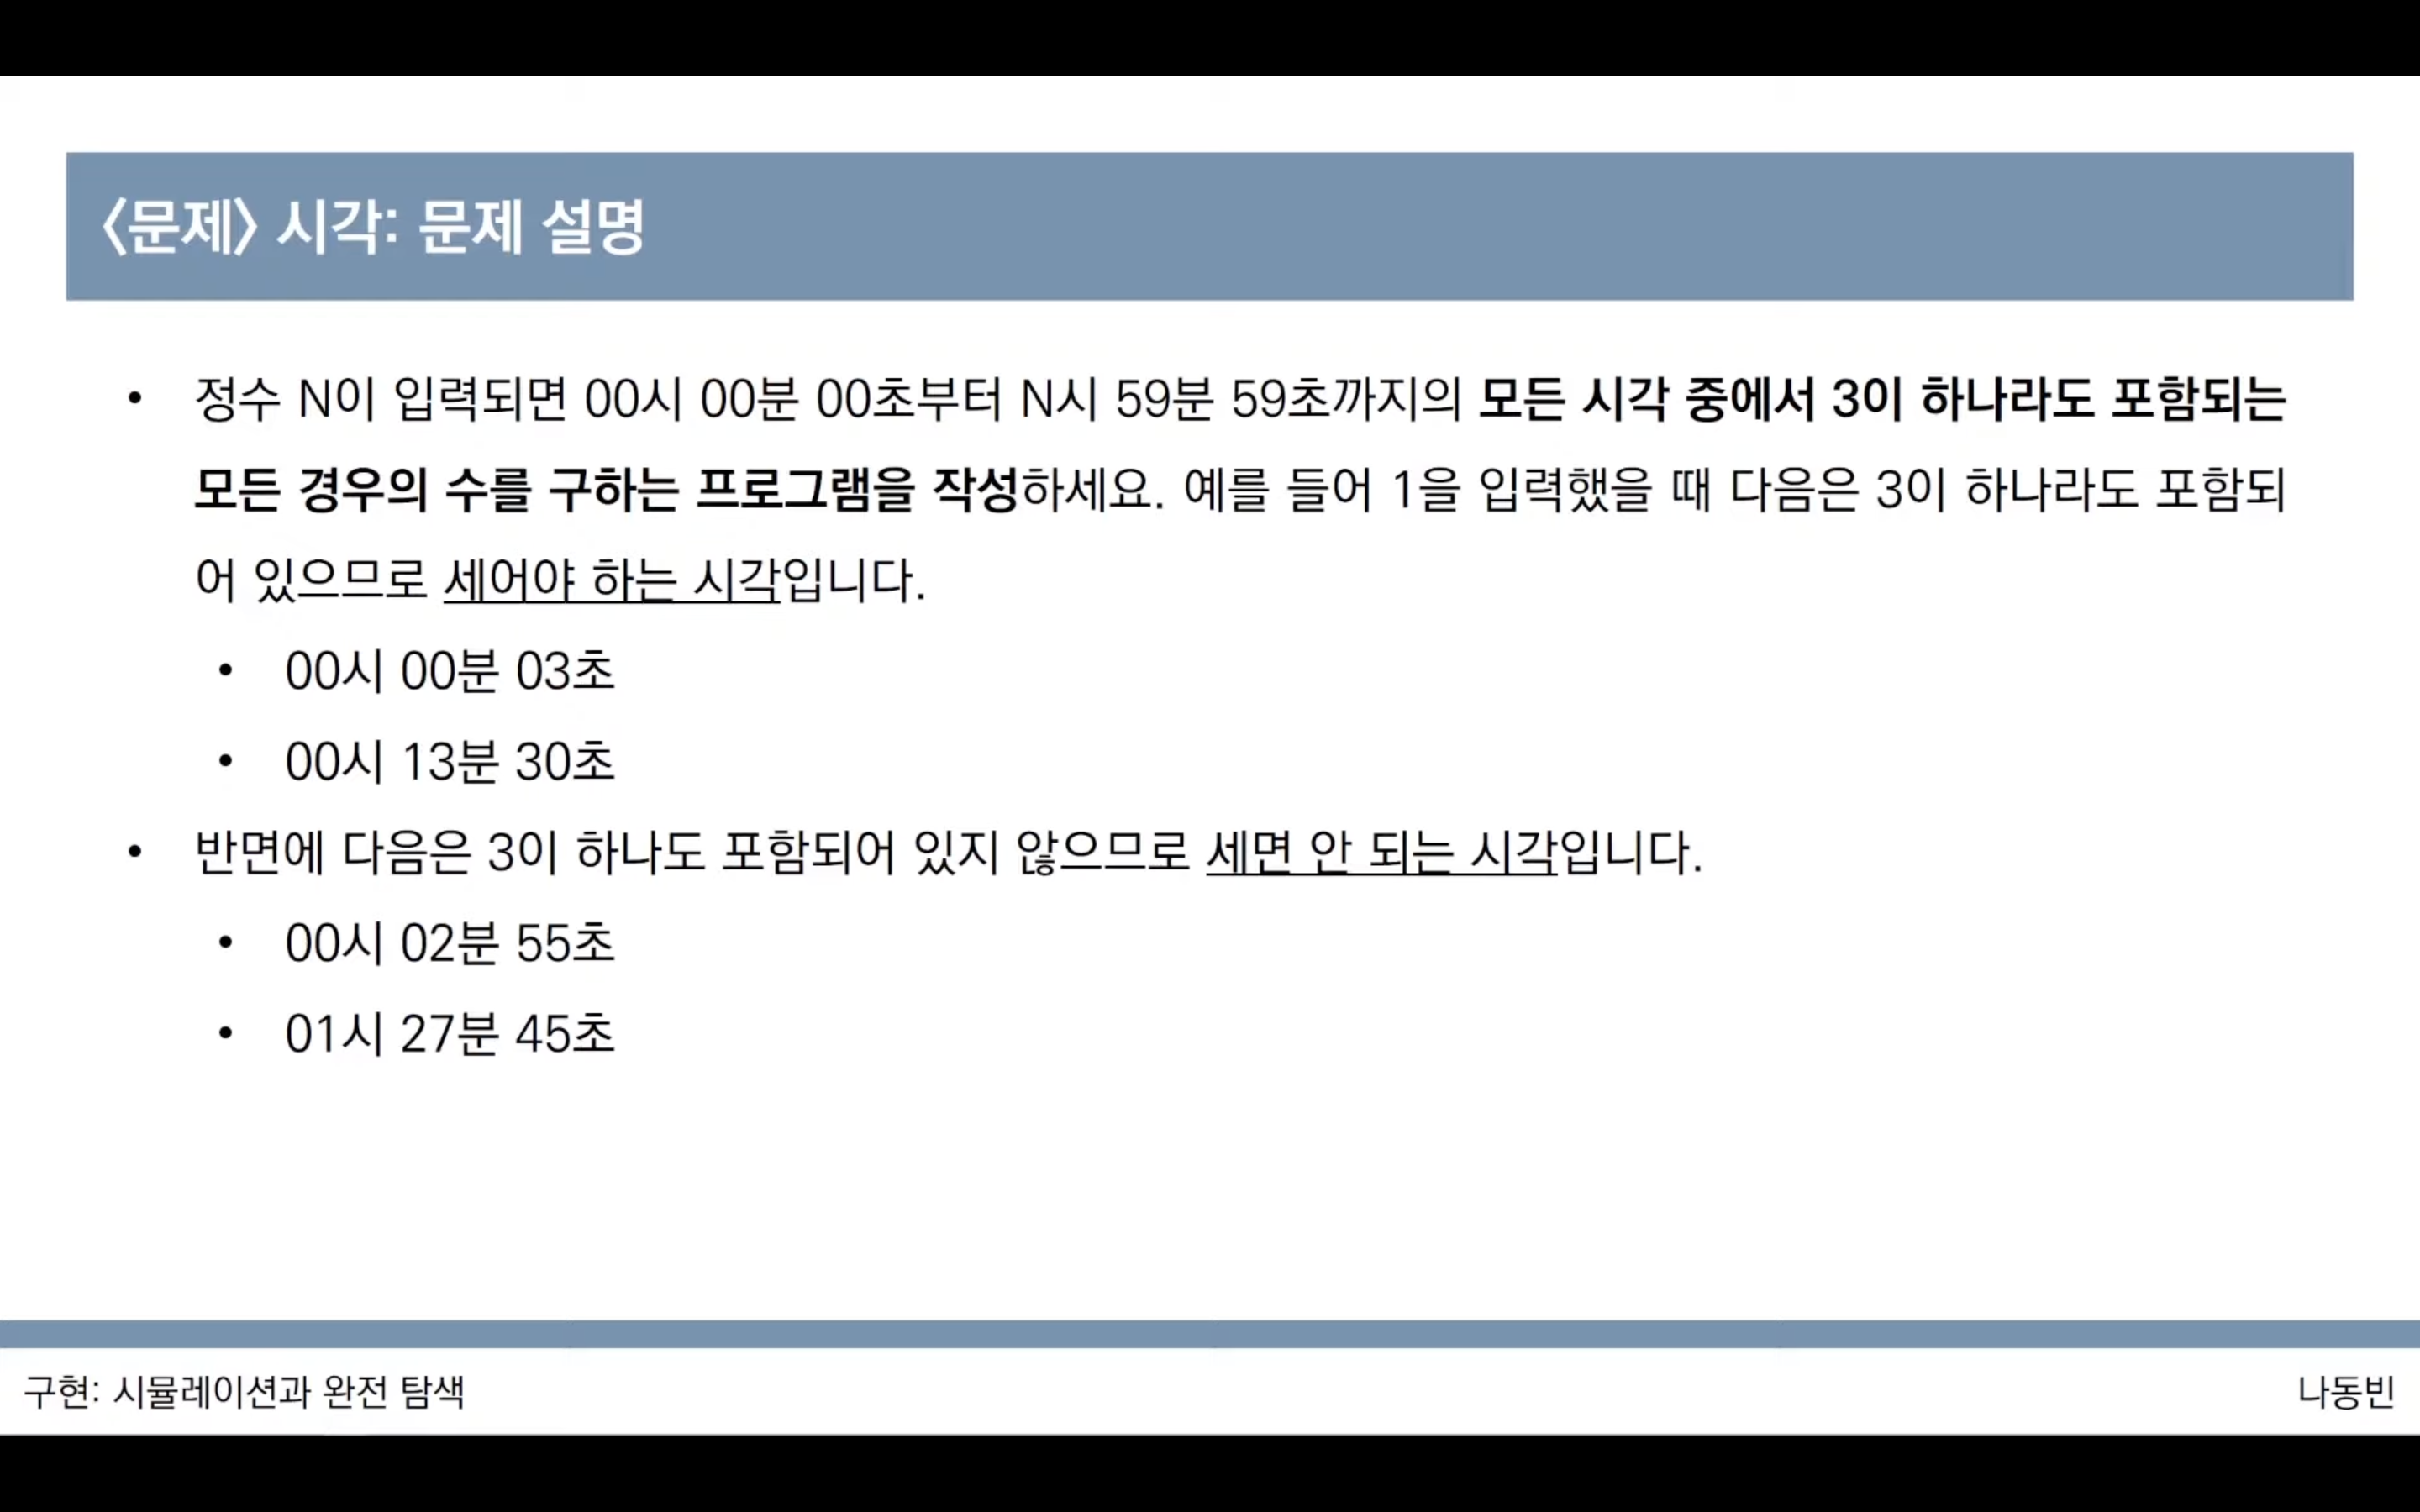 〈문제〉 시각: 문제 설명
• 정수 N이 입력되면 00시 00분 00초부터 N시 59분 59초까지의 모든 시각 중에서 3이 하나라도 포함되는
모든 경우의 수를 구하는 프로그램을 작성하세요. 예를 들어 1을 입력했을 때 다음은 3이 하나라도 포함되
어 있으므로 세어야 하는 시각입니다.
• 00시 00분 03초
• 00시 13분 30초
• 반면에 다음은 3이 하나도 포함되어 있지 않으므로 세면 안 되는 시각입니다.
• 00시 02분 55초
• 01시 27분 45초
구현: 시뮬레이션과 완전 탐색
나동빈